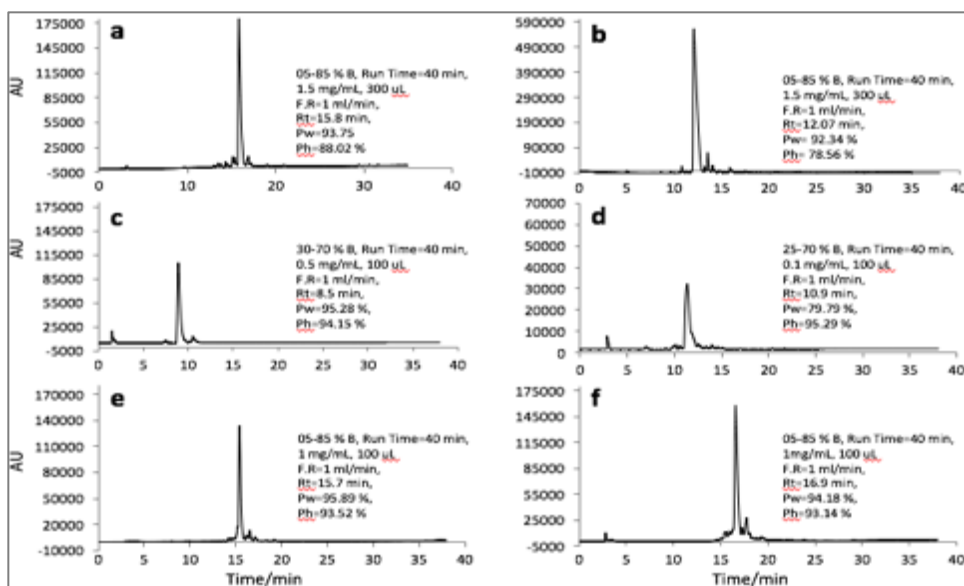 AU
175000
145000
115000
85000
55000
25000
-5000
a
05-85 % B, Run Time=40 min,
1.5 mg/mL, 300 uL
F.R=1 ml/min,
Rt=15.8 min,
Pw=93.75
Ph=88.02 %
0 10 20 30 40
590000
490000
390000
290000
190000
90000
-10000
b
05-85 % B, Run Time=40 min,
1.5 mg/mL, 300 uL
F.R=1 ml/min,
Rt=12.07 min,
Pw= 92.34 %
Ph= 78.56 %
0 5 10 15 20 25 30 35 40
175000
145000
115000
85000
55000
25000
-5000
c
30-70 % B, Run Time=40 min,
0.5 mg/mL, 100 uL
F.R=1 ml/min,
Rt=8.5 min,
Pw=95.28 %,
Ph=94.15 %
0 5 10 15 20 25 30 35 40
70000
60000
50000
40000
30000
20000
10000
0
d
25-70 % B, Run Time=40 min,
0.1 mg/mL, 100 uL
F.R=1 ml/min,
Rt=10.9 min,
Pw=79.79 %,
Ph=95.29 %
0 5 10 15 20 25 30 35 40
AU
170000
140000
110000
80000
50000
20000
-10000
e
05-85 % B, Run Time=40 min,
1 mg/mL, 100 uL
F.R=1 ml/min,
Rt=15.7 min,
Pw=95.89 %,
Ph=93.52 %
0 5 10 15 20 25 30 35 40
Time/min
175000
145000
115000
85000
55000
25000
-5000
f
05-85 % B, Run Time=40 min,
1mg/mL, 100 uL
F.R=1 ml/min,
Rt=16.9 min,
Pw=94.18 %,
Ph=93.14 %
0 5 10 15 20 25 30 35 40
Time/min